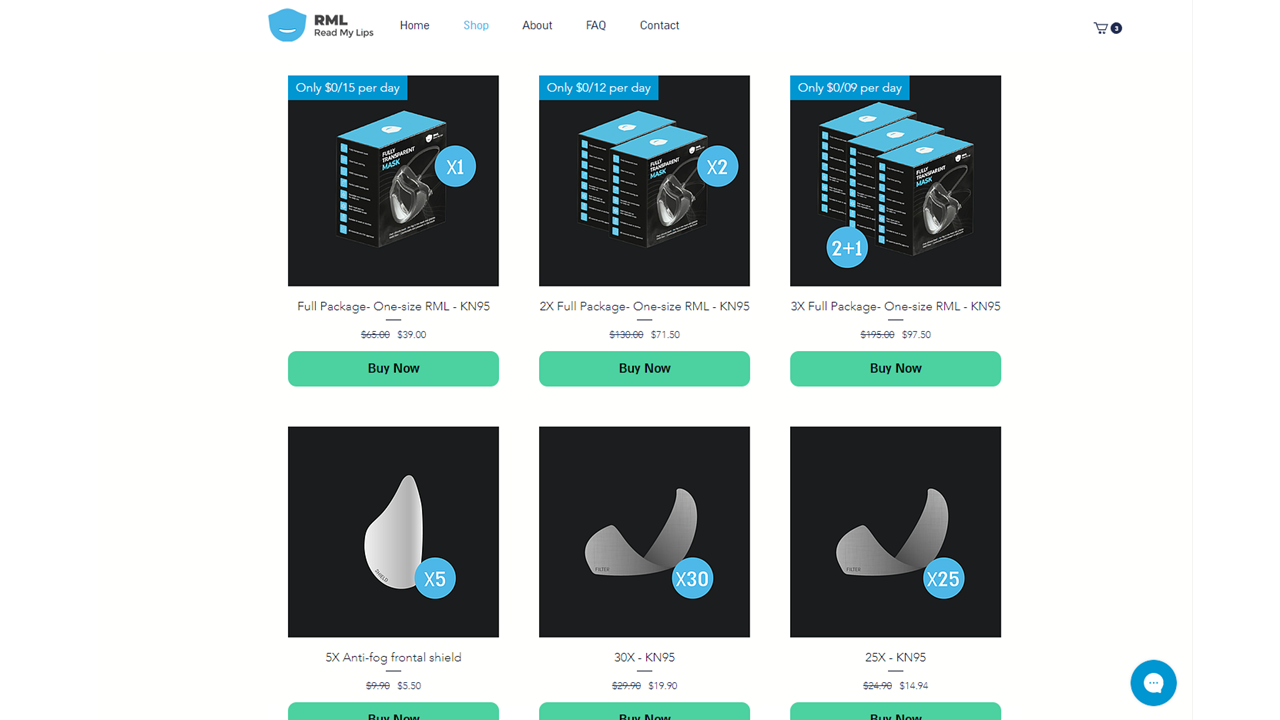 RML
Read My Lips
Home
Shop
About
FAQ
Contact
3
Only $0/15 per day
Only $0/12 per day
Only $0/09 per day
FULLY
TRANSPARENT
MASK
X1
FULLY
TRANSPARENT
MASK
X2
FULLY
TRANSPARENT
MASK
2+1
Full Package- One-size RML - KN95
2X Full Package- One-size RML - KN95
3X Full Package- One-size RML - KN95
$65.00 $39.00
$130.00 $71.50
$195.00 $97.50
Buy Now
Buy Now
Buy Now
SHIELD
X5
FILTER
X30
FILTER
X25
5X Anti-fog frontal shield
30X - KN95
25X - KN95
$9.90 $5.50
$29.90 $19.90
$24.90 $14.94
Buy Now
Buy Now
Buy Now